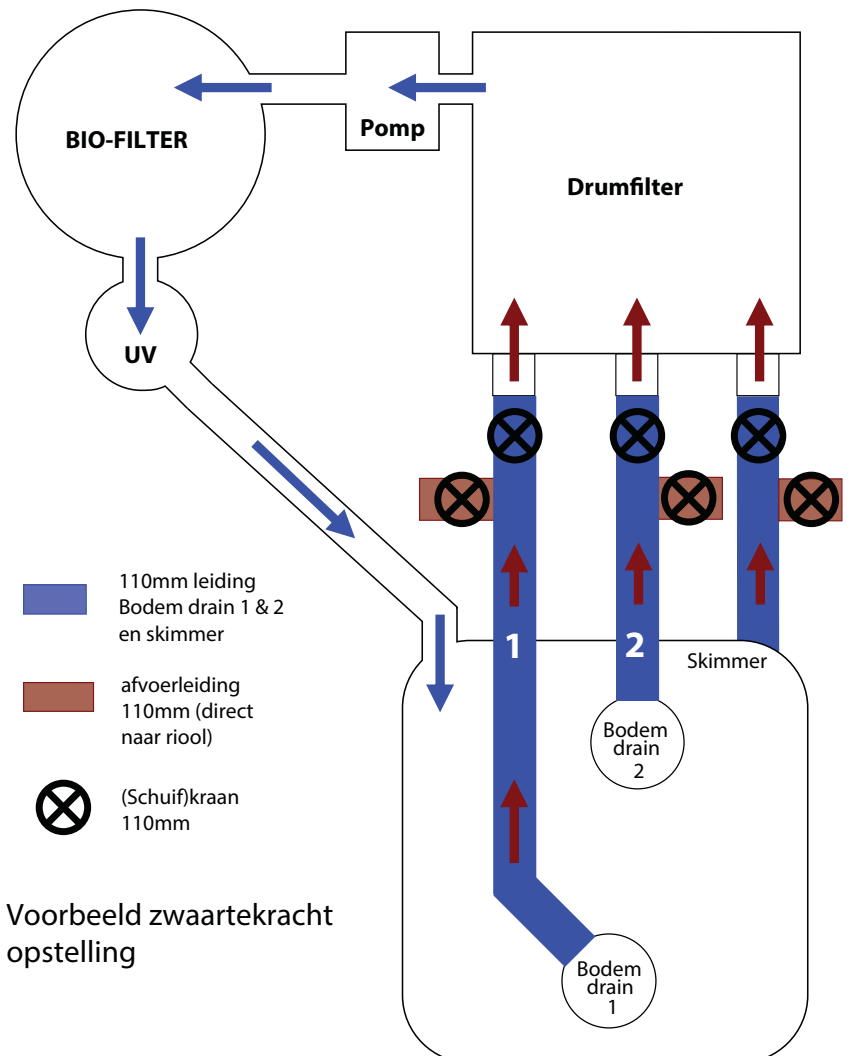 Pomp
BIO-FILTER
Drumfilter
UV
110mm leiding
Bodem drain 1 & 2
en skimmer
1
2
Skimmer
afvoerleiding
110mm (direct
naar riool)
Bodem
drain
2
(Schuif)kraan
110mm
Voorbeeld zwaartekracht
opstelling
Bodem
drain
1